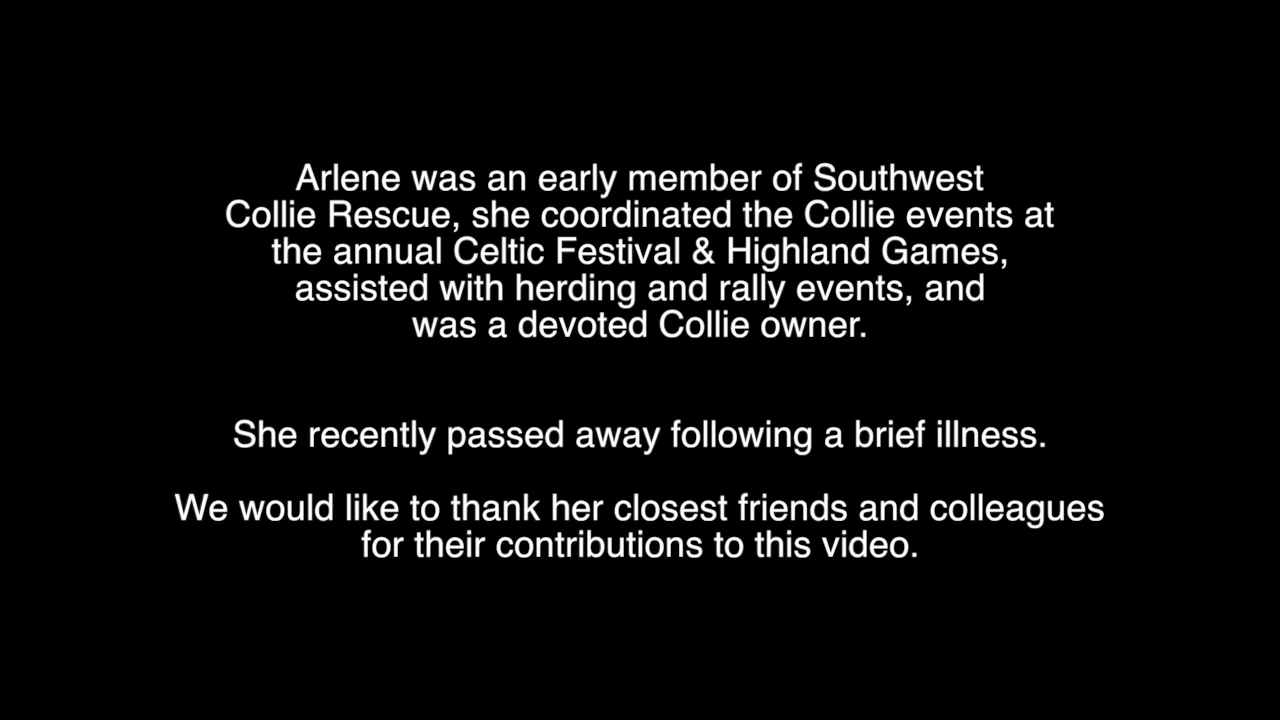 Arlene was an early member of Southwest
Collie Rescue, she coordinated the Collie events at
the annual Celtic Festival & Highland Games,
assisted with herding and rally events, and
was a devoted Collie owner.
She recently passed away following a brief illness.
We would like to thank her closest friends and colleagues
for their contributions to this video.